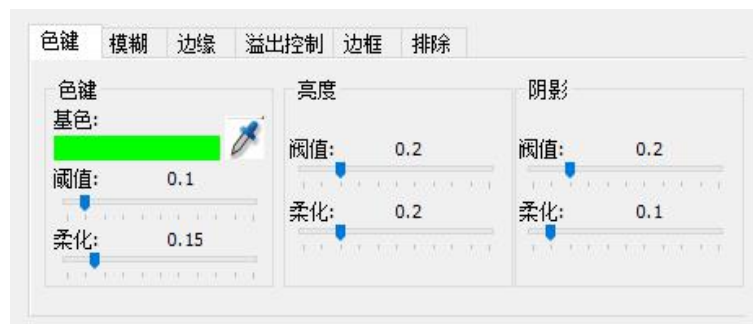 色键 模糊 边缘 溢出控制 边框 排除
色键
基色:
阈值: 0.1
柔化: 0.15
亮度
阀值: 0.2
柔化: 0.2
阴影
阀值: 0.2
柔化: 0.1